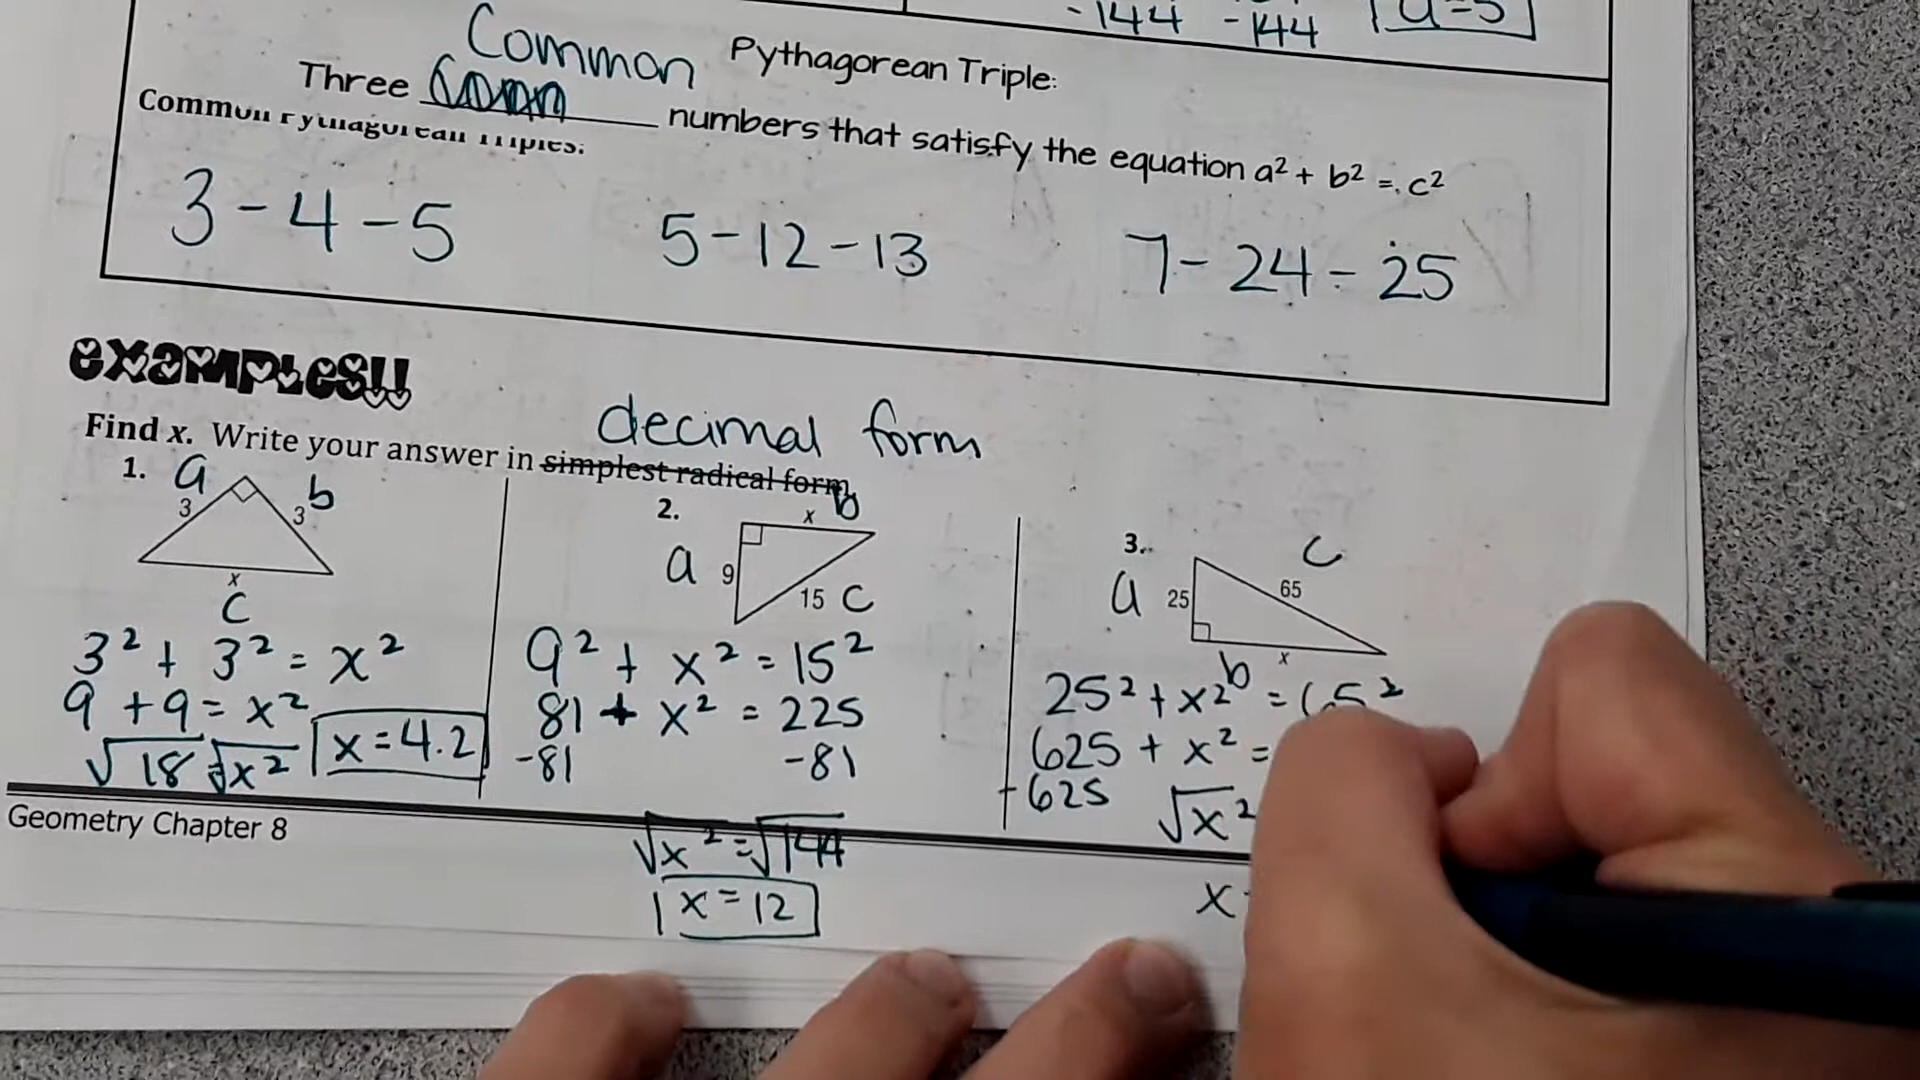 -144 -144 a=5
Common Pythagorean Triple:
Three numbers that satisfy the equation a² + b² = c²
Common Pythagorean Triples:
3-4-5 5-12-13 7-24-25
examples!!
decimal form
Find x. Write your answer in simplest radical form
1. a 3 b 3 x c
3² + 3² = x²
9 + 9 = x²
√18 = √x² x = 4.2
2. a 9 x b 15 c
9² + x² = 15²
81 + x² = 225
-81 -81
√x² = √144
x = 12
3. a 25 c 65 b x
25² + x² = 65²
625 + x² =
-625
√x²
x
Geometry Chapter 8